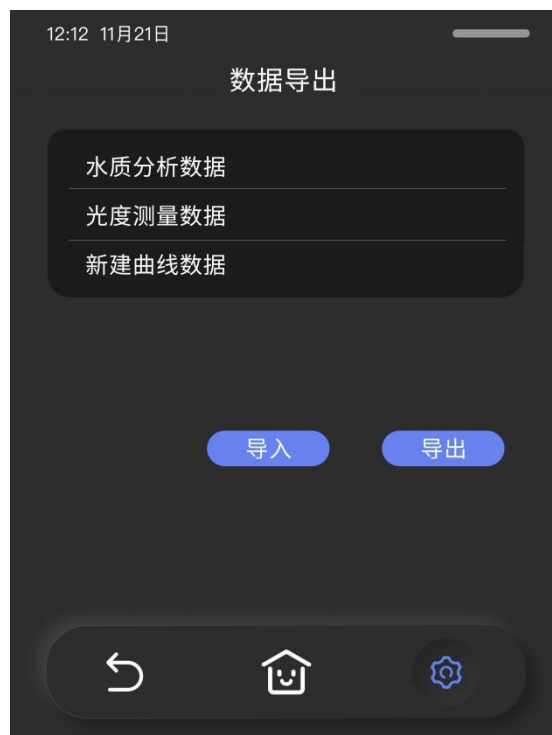 12:12 11月21日
数据导出
水质分析数据
光度测量数据
新建曲线数据
导入 导出